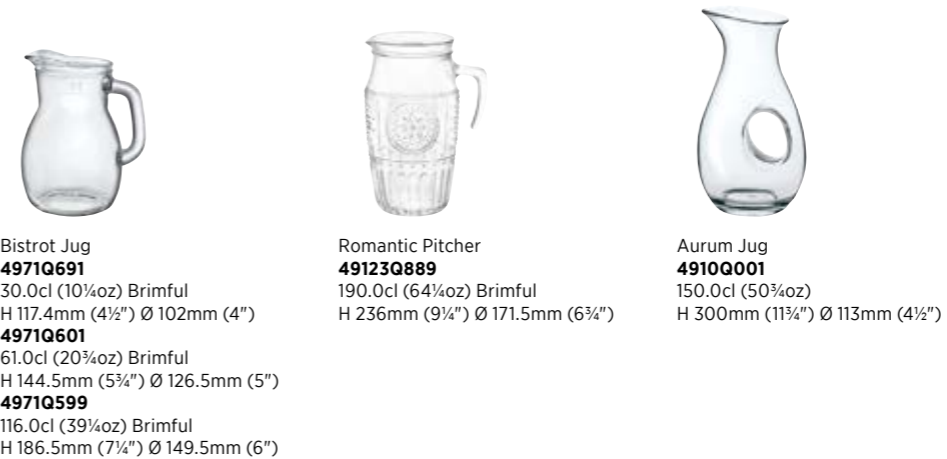 Bistrot Jug
4971Q691
30.0cl (10¼oz) Brimful
H 117.4mm (4½") Ø 102mm (4")
4971Q601
61.0cl (20¾oz) Brimful
H 144.5mm (5¾") Ø 126.5mm (5")
4971Q599
116.0cl (39¼oz) Brimful
H 186.5mm (7¼") Ø 149.5mm (6")
Romantic Pitcher
49123Q889
190.0cl (64¼oz) Brimful
H 236mm (9¼") Ø 171.5mm (6¾")
Aurum Jug
4910Q001
150.0cl (50¾oz)
H 300mm (11¾") Ø 113mm (4½")